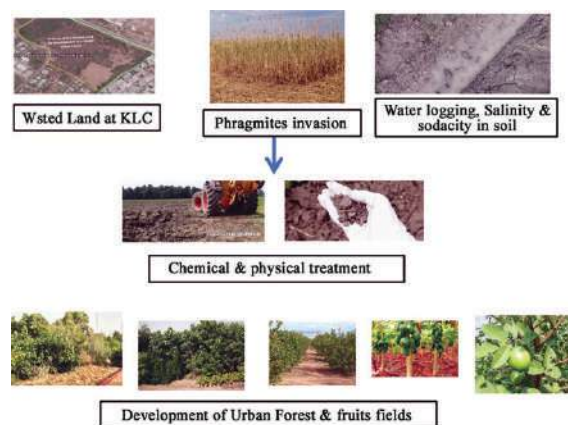 Wsted Land at KLC
Phragmites invasion
Water logging, Salinity &
sodacity in soil
Chemical & physical treatment
Development of Urban Forest & fruits fields